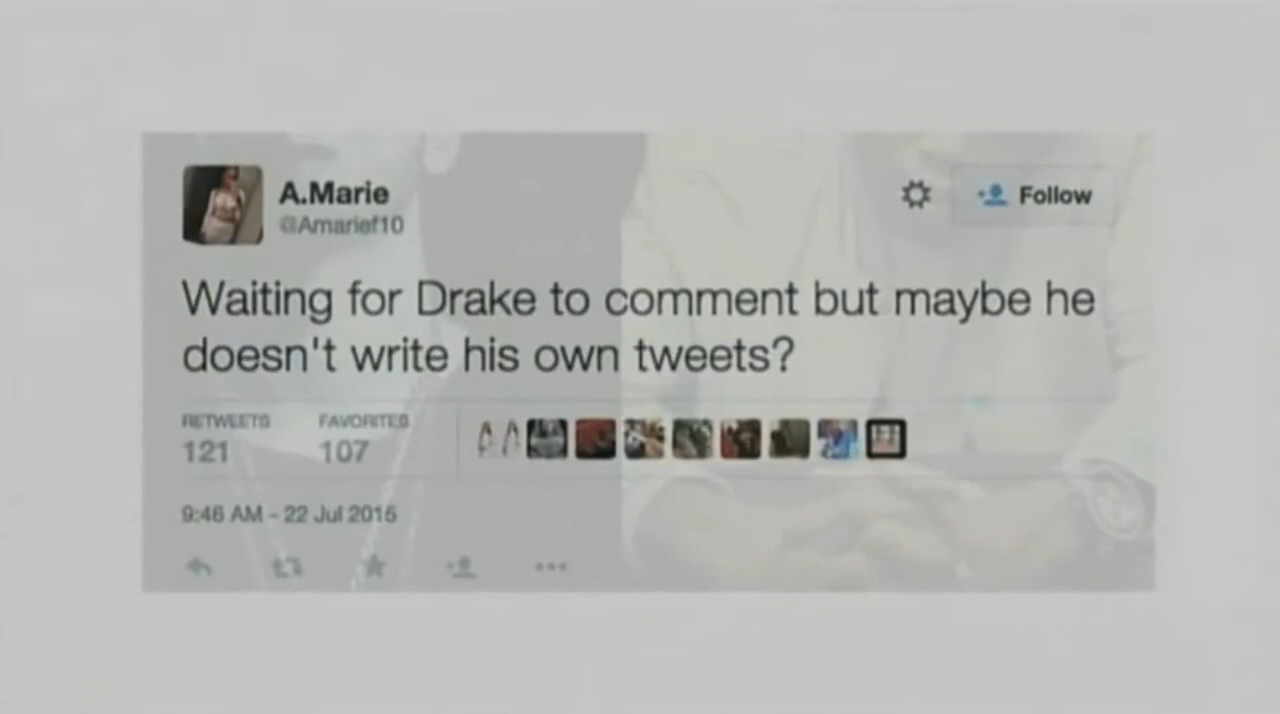 A.Marie
@Amarief10
Follow
Waiting for Drake to comment but maybe he
doesn't write his own tweets?
RETWEETS FAVORITES
121 107
9:46 AM - 22 Jul 2015